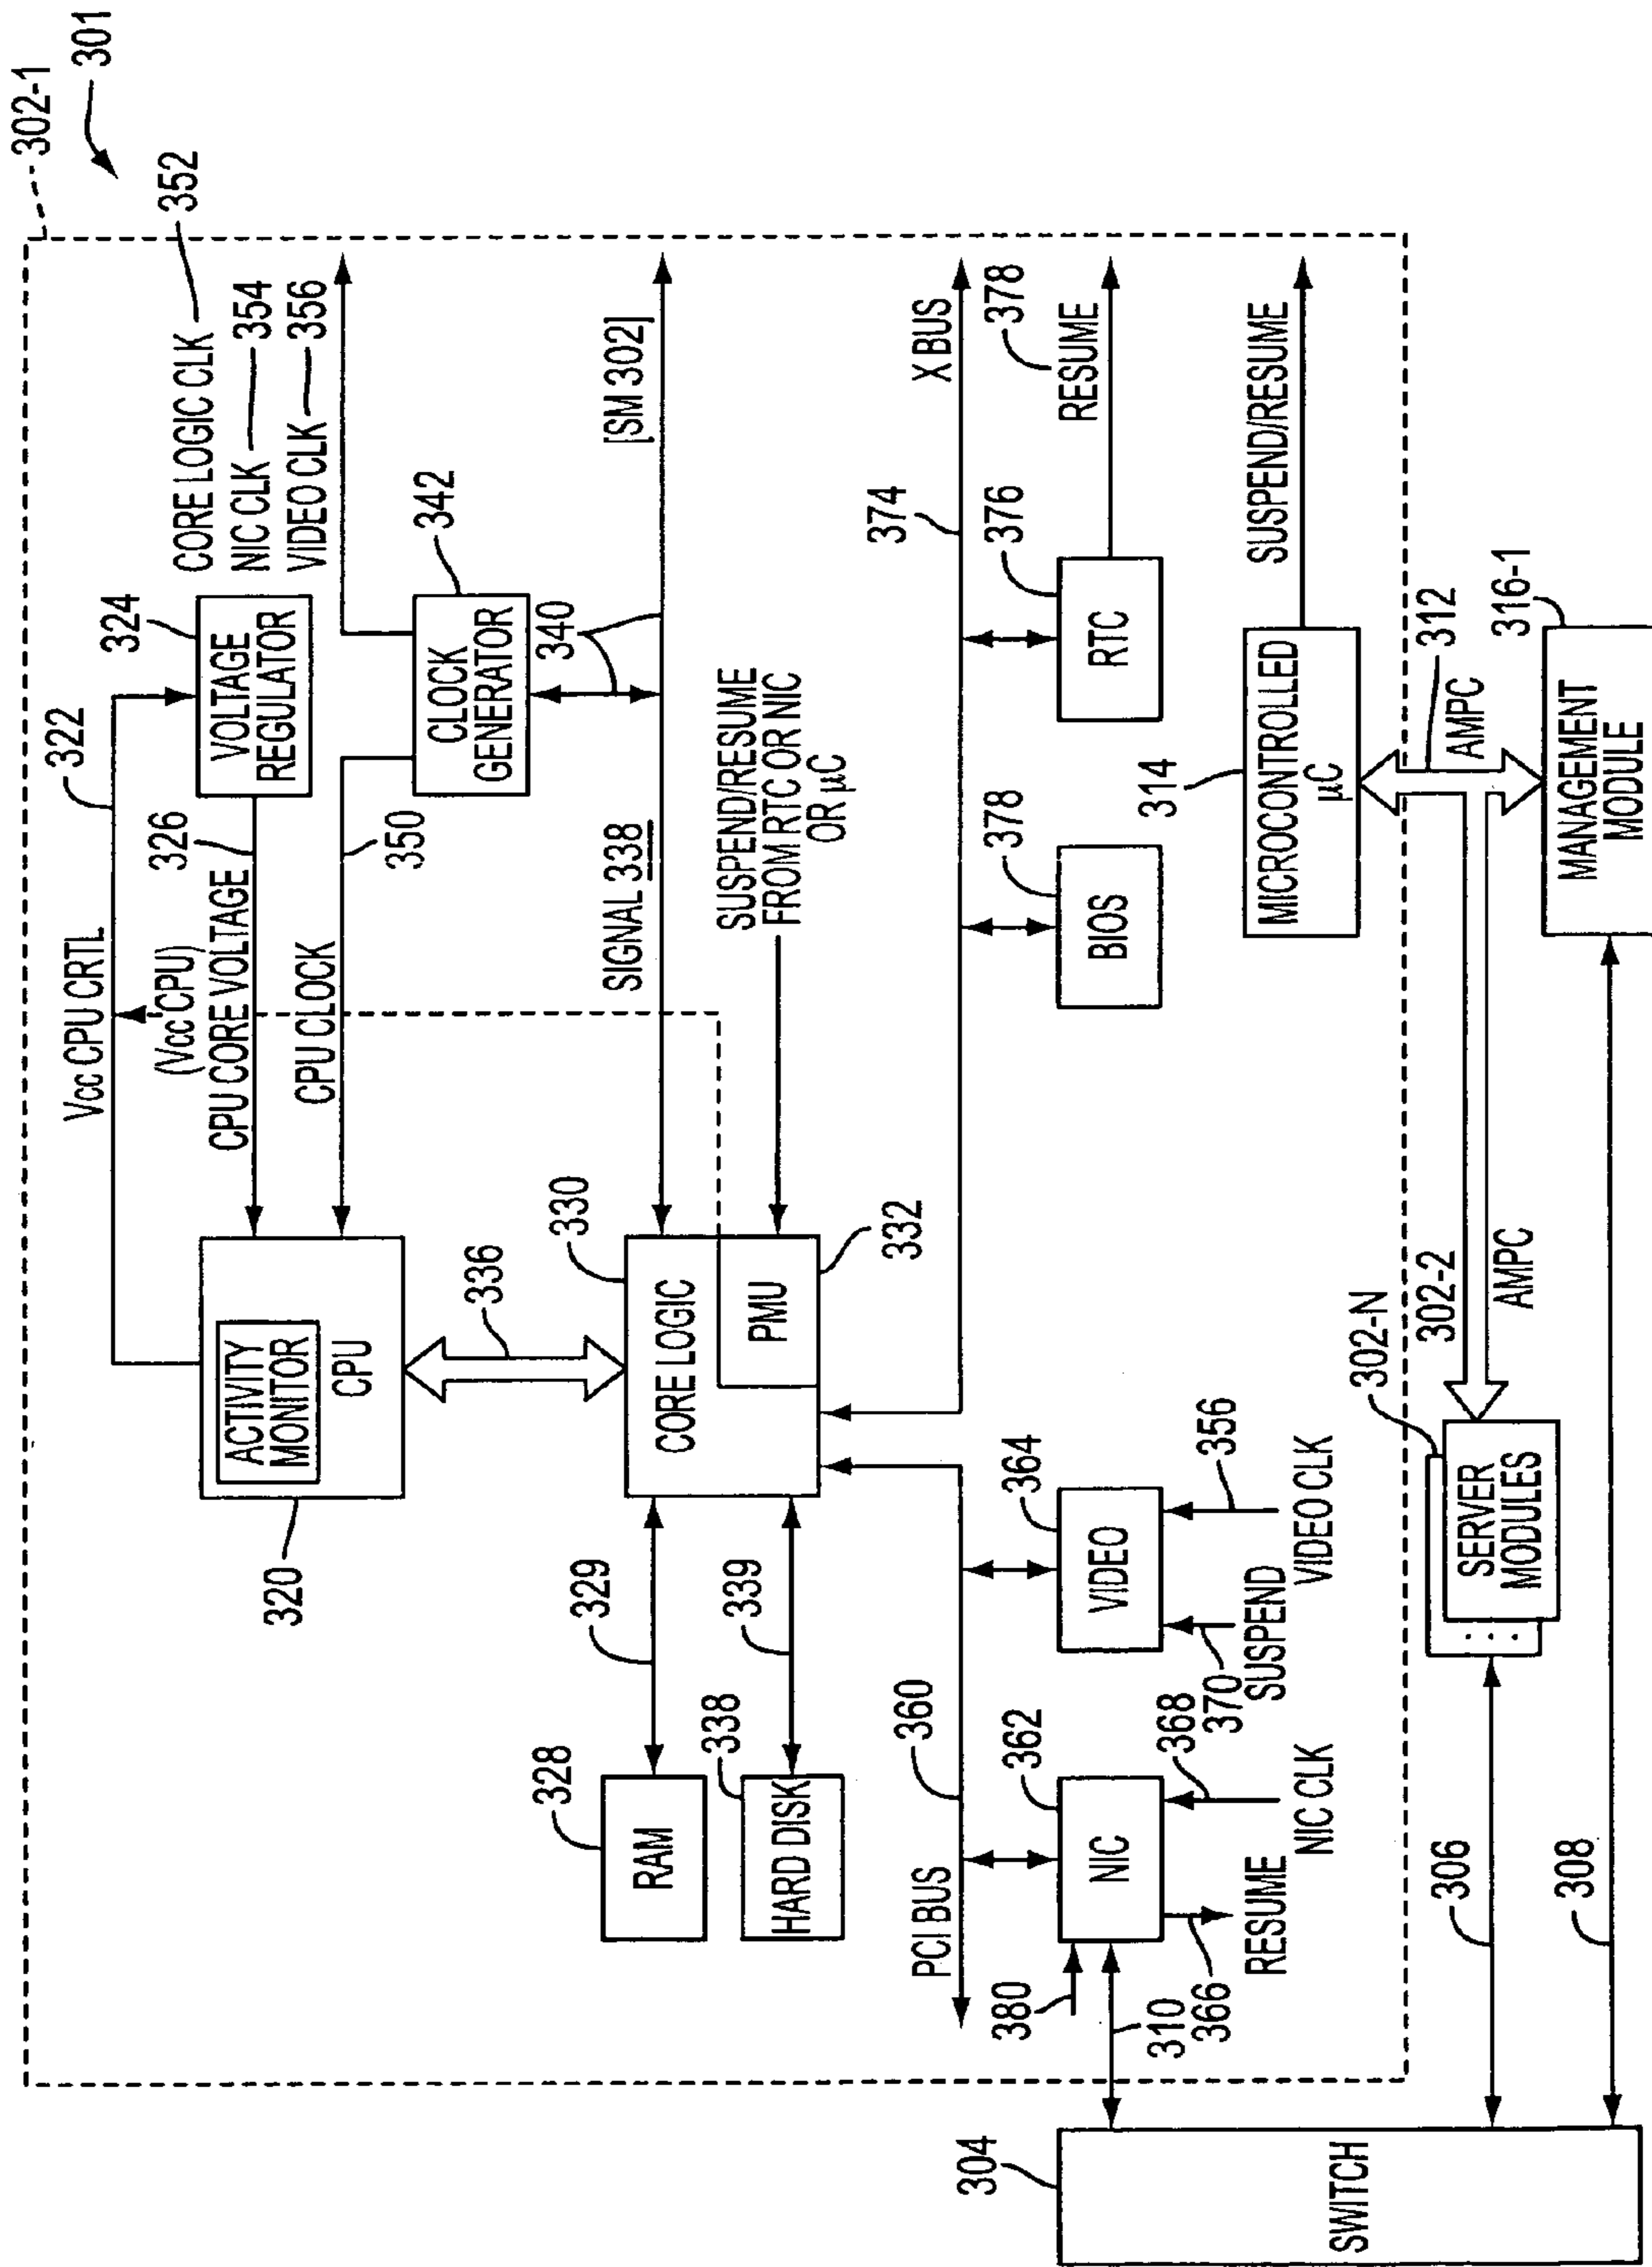 302-1
301
322
Vcc CPU CRTL
324
VOLTAGE
REGULATOR
326
(Vcc CPU)
CPU CORE VOLTAGE
CORE LOGIC CLK 352
NIC CLK 354
VIDEO CLK 356
350
CPU CLOCK
342
CLOCK
GENERATOR
340
ACTIVITY
MONITOR
CPU
320
336
SIGNAL 338
[SM 302]
SUSPEND/RESUME
FROM RTC OR NIC
OR µC
330
CORE LOGIC
PMU
332
328
RAM
329
338
HARD DISK
339
PCI BUS
360
374
X BUS
362
NIC
364
VIDEO
378
BIOS
376
RTC
378
RESUME
380
310
366
RESUME
368
NIC CLK
370
SUSPEND
356
VIDEO CLK
314
MICROCONTROLLED
µC
SUSPEND/RESUME
304
SWITCH
306
308
302-N
302-2
SERVER
MODULES
...
AMPC
312
AMPC
316-1
MANAGEMENT
MODULE